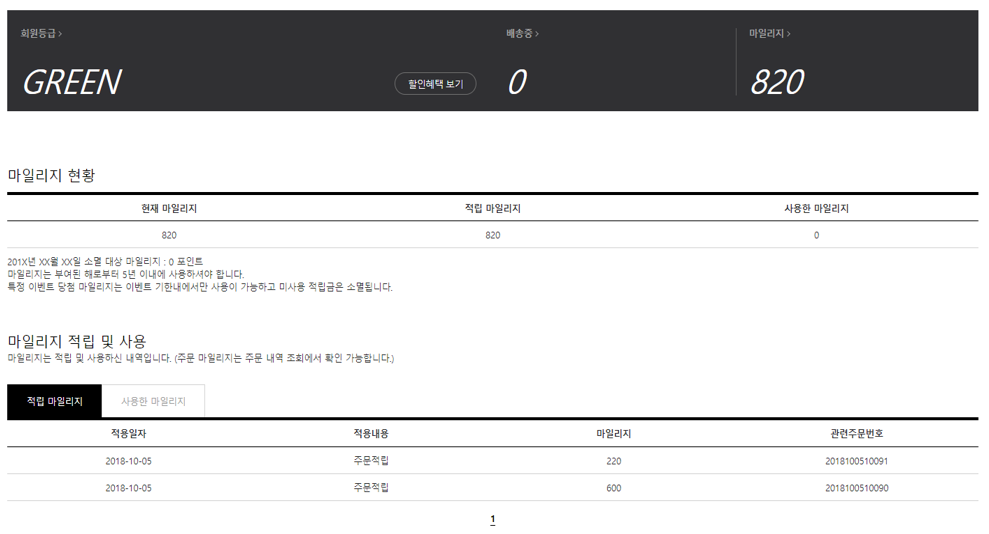 회원등급 > 배송중 > 마일리지 >
GREEN 할인혜택 보기 0 820
마일리지 현황
현재 마일리지 적립 마일리지 사용한 마일리지
820 820 0
201X년 XX월 XX일 소멸 대상 마일리지 : 0 포인트
마일리지는 부여된 해로부터 5년 이내에 사용하셔야 합니다.
특정 이벤트 당첨 마일리지는 이벤트 기한내에서만 사용이 가능하고 미사용 적립금은 소멸됩니다.
마일리지 적립 및 사용
마일리지는 적립 및 사용하신 내역입니다. (주문 마일리지는 주문 내역 조회에서 확인 가능합니다.)
적립 마일리지 사용한 마일리지
적용일자 적용내용 마일리지 관련주문번호
2018-10-05 주문적립 220 2018100510091
2018-10-05 주문적립 600 2018100510090
1